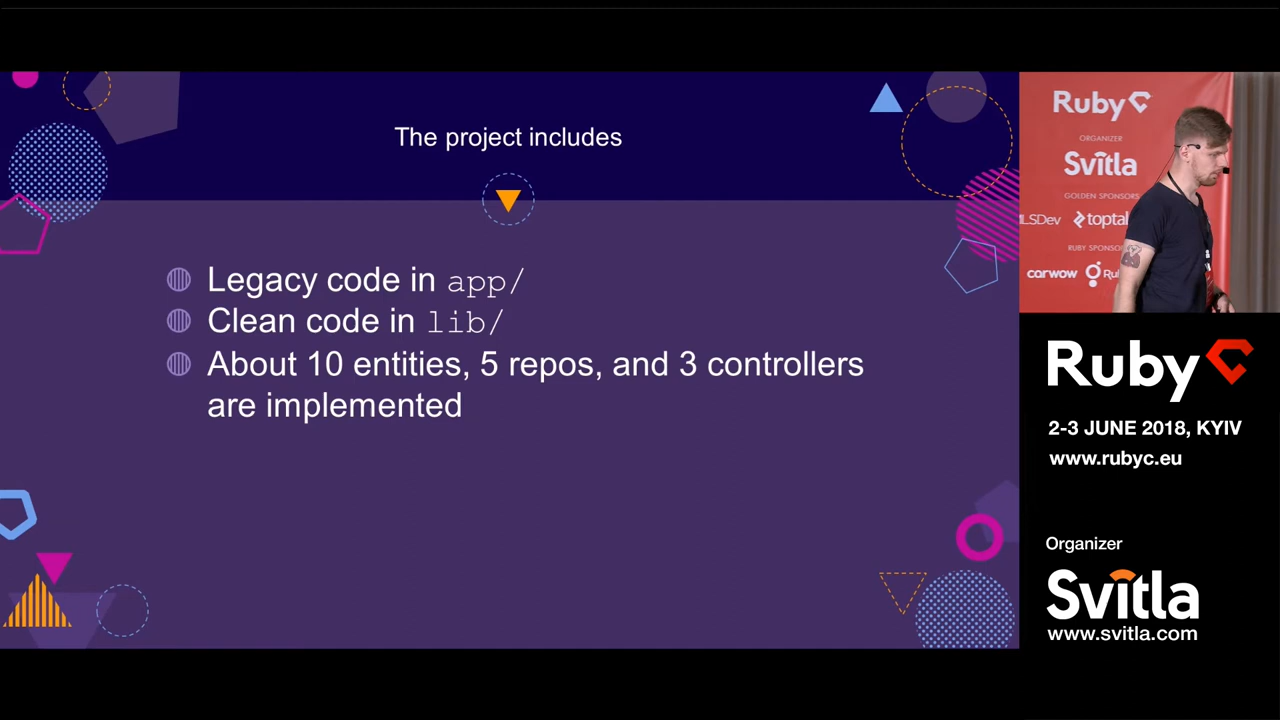 The project includes
Legacy code in app/
Clean code in lib/
About 10 entities, 5 repos, and 3 controllers
are implemented
Ruby
ORGANIZER
Svitla
GOLDEN SPONSORS
toptal
RUBY SPONSO
carwow
Ruby
2-3 JUNE 2018, KYIV
www.rubyc.eu
Organizer
Svitla
www.svitla.com